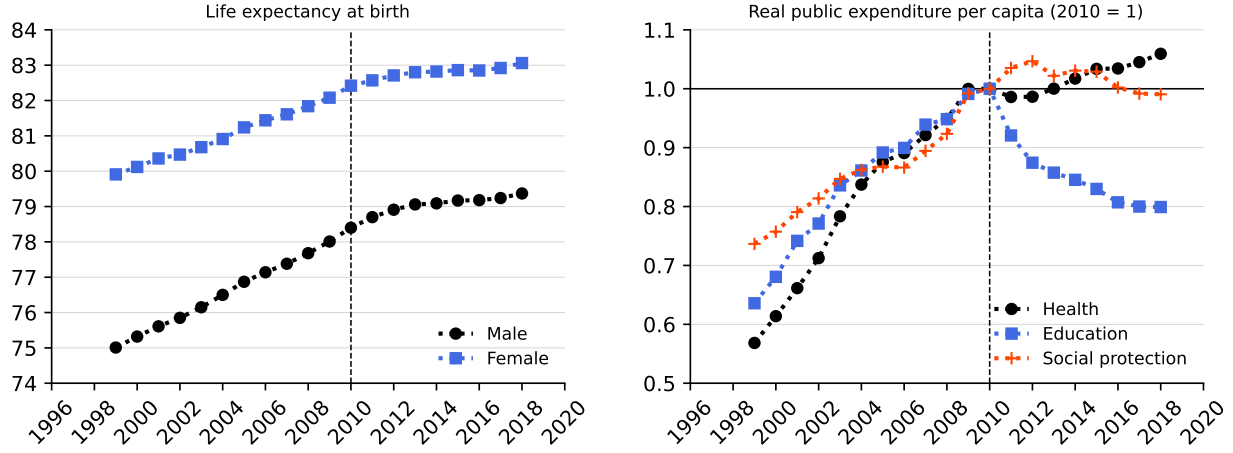 Life expectancy at birth
84
83
82
81
80
79
78
77
76
75
74
1996 1998 2000 2002 2004 2006 2008 2010 2012 2014 2016 2018 2020
Male
Female
Real public expenditure per capita (2010 = 1)
1.1
1.0
0.9
0.8
0.7
0.6
0.5
1996 1998 2000 2002 2004 2006 2008 2010 2012 2014 2016 2018 2020
Health
Education
Social protection